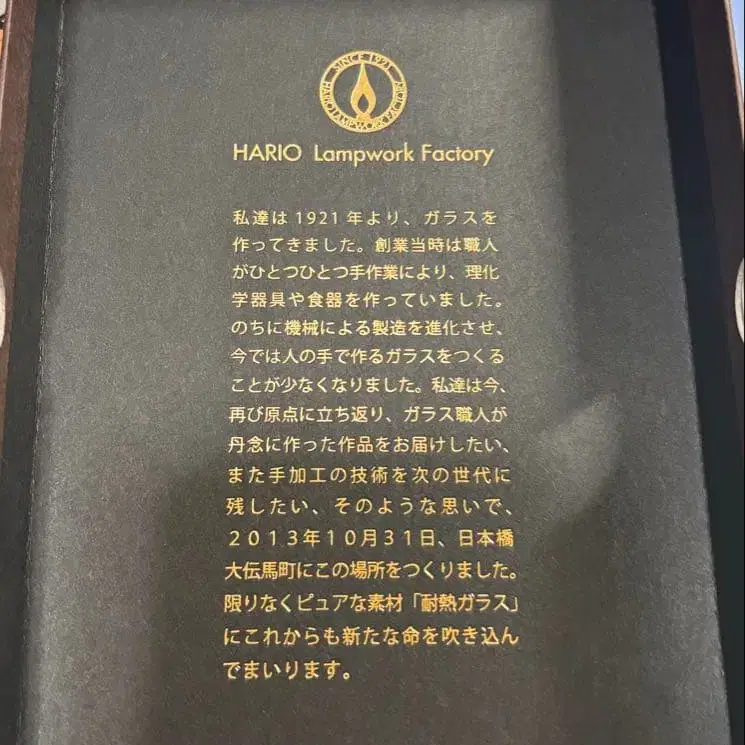 SINCE 1921
HARIO LAMPWORK FACTORY
HARIO Lampwork Factory
私達は1921年より、ガラスを
作ってきました。創業当時は職人
がひとつひとつ手作業により、理化
学器具や食器を作っていました。
のちに機械による製造を進化させ、
今では人の手で作るガラスをつくる
ことが少なくなりました。私達は今、
再び原点に立ち返り、ガラス職人が
丹念に作った作品をお届けしたい、
また手加工の技術を次の世代に
残したい、そのような思いで、
２０１３年１０月３１日、日本橋
大伝馬町にこの場所をつくりました。
限りなくピュアな素材「耐熱ガラス」
にこれからも新たな命を吹き込ん
でまいります。